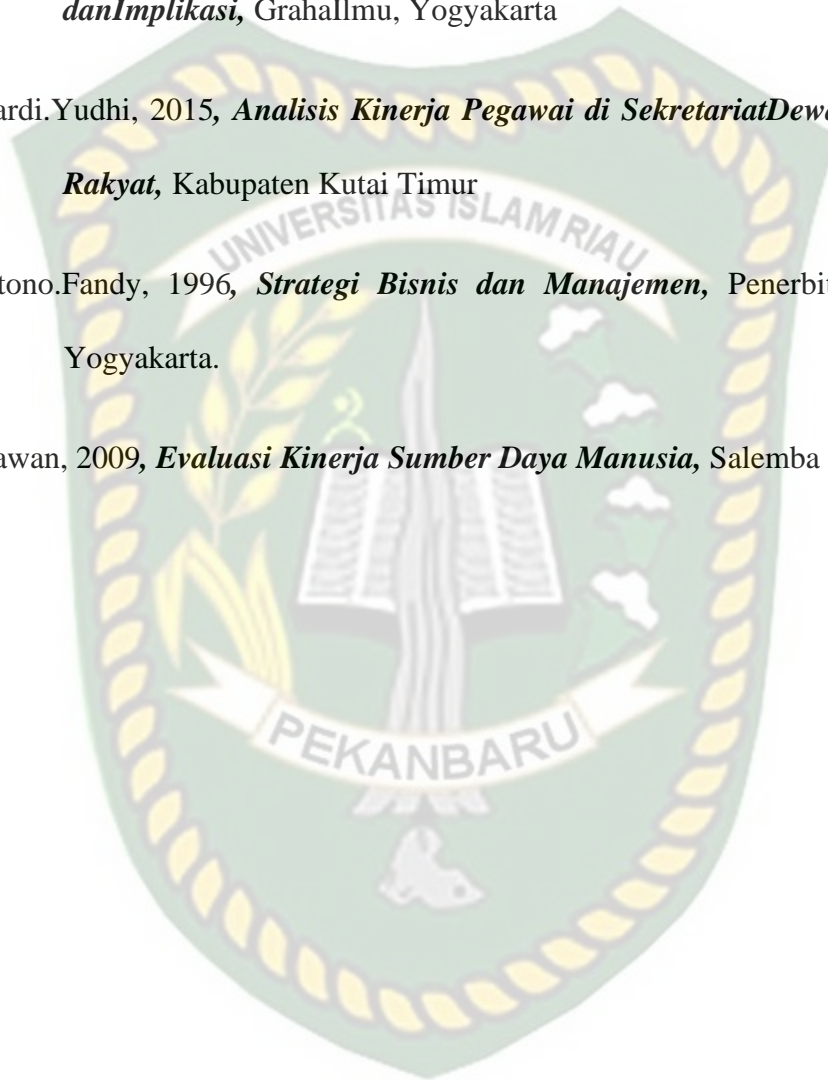 danImplikasi, GrahaIlmu, Yogyakarta
ardi.Yudhi, 2015, Analisis Kinerja Pegawai di SekretariatDewa
Rakyat, Kabupaten Kutai Timur
UNIVERSITAS ISLAM RIAU
tono.Fandy, 1996, Strategi Bisnis dan Manajemen, Penerbit
Yogyakarta.
awan, 2009, Evaluasi Kinerja Sumber Daya Manusia, Salemba
PEKANBARU